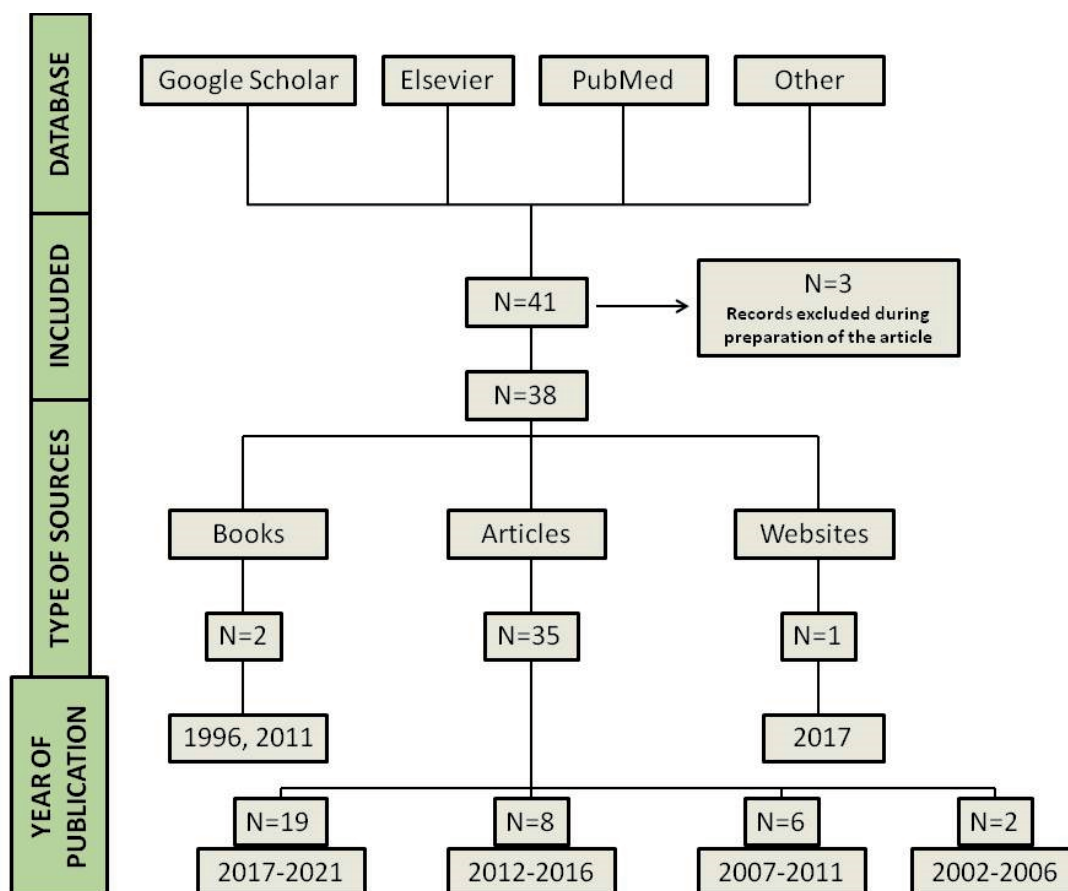 DATABASE
Google Scholar
Elsevier
PubMed
Other
INCLUDED
N=41
N=3
Records excluded during
preparation of the article
N=38
TYPE OF SOURCES
Books
Articles
Websites
N=2
N=35
N=1
YEAR OF
PUBLICATION
1996, 2011
2017
N=19
N=8
N=6
N=2
2017-2021
2012-2016
2007-2011
2002-2006